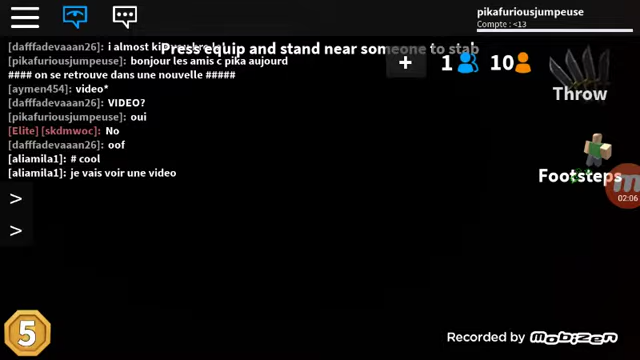 pikafuriousjumpeuse
Compte : <13
Press equip and stand near someone to stab
[dafffadevaaan26]: i almost
[pikafuriousjumpeuse]: bonjour les amis c pika aujourd
#### on se retrouve dans une nouvelle #####
[aymen454]: video*
[dafffadevaaan26]: VIDEO?
[pikafuriousjumpeuse]: oui
[Elite] [skdmwoc]: No
[dafffadevaaan26]: oof
[aliamila1]: # cool
[aliamila1]: je vais voir une video
>
>
+
1
10
Throw
Footsteps
02:06
5
Recorded by Mobizen